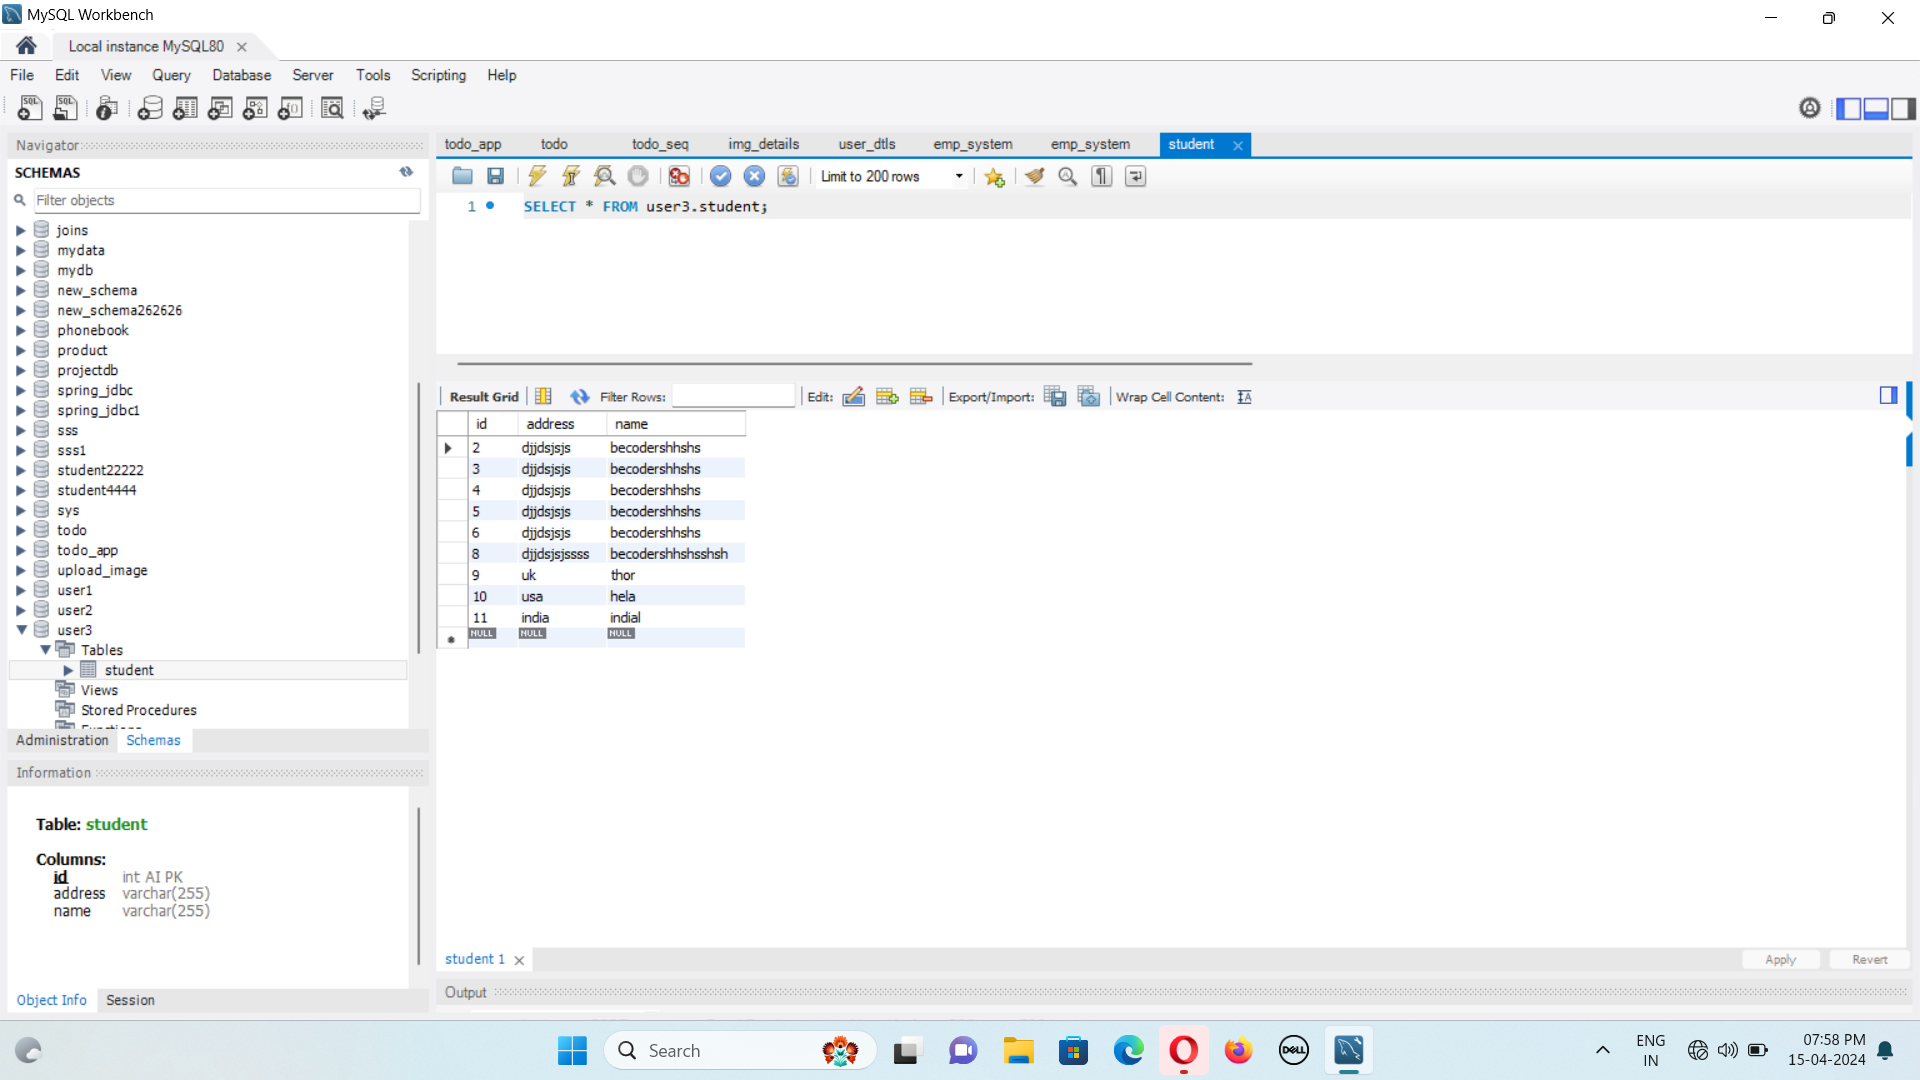 MySQL Workbench
Local instance MySQL80
File Edit View Query Database Server Tools Scripting Help
SQL SQL
Navigator
SCHEMAS
Filter objects
joins
mydata
mydb
new_schema
new_schema262626
phonebook
product
projectdb
spring_jdbc
spring_jdbc1
sss
sss1
student22222
student4444
sys
todo
todo_app
upload_image
user1
user2
user3
Tables
student
Views
Stored Procedures
Administration Schemas
Information
Table: student
Columns:
id int AI PK
address varchar(255)
name varchar(255)
Object Info Session
todo_app todo todo_seq img_details user_dtls emp_system emp_system student
Limit to 200 rows
1 SELECT * FROM user3.student;
Result Grid Filter Rows: Edit: Export/Import: Wrap Cell Content: IA
id address name
2 djjdsjsjs becodershhshs
3 djjdsjsjs becodershhshs
4 djjdsjsjs becodershhshs
5 djjdsjsjs becodershhshs
6 djjdsjsjs becodershhshs
8 djjdsjsjssss becodershhshsshsh
9 uk thor
10 usa hela
11 india indial
NULL NULL NULL
student 1
Apply Revert
Output
Search
DELL
ENG
IN
07:58 PM
15-04-2024